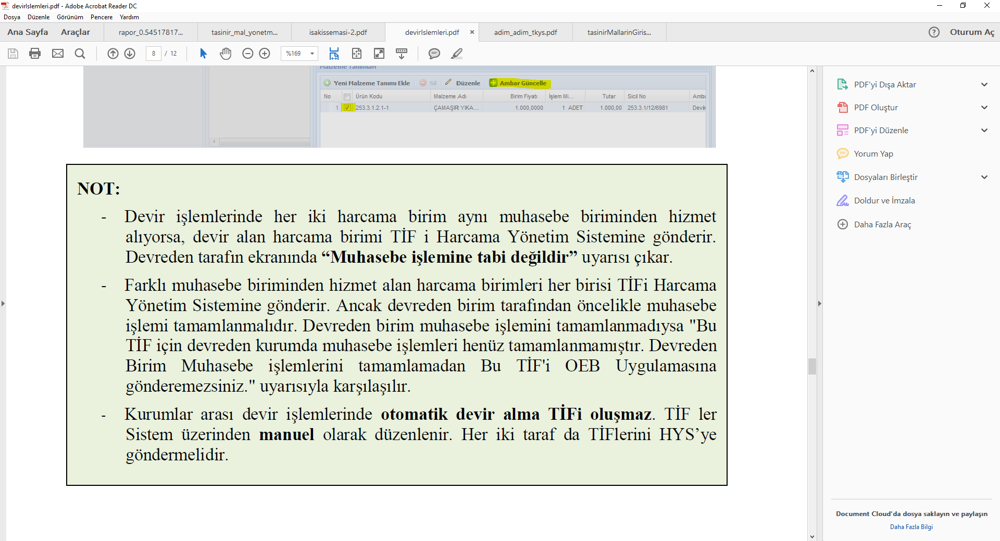 devirIslemleri.pdf - Adobe Acrobat Reader DC
Dosya Düzenle Görünüm Pencere Yardım
Ana Sayfa Araçlar rapor_0.54517817... tasinir_mal_yonetm... isakissemasi-2.pdf devirIslemleri.pdf × adim_adim_tkys.pdf tasinirMallarinGiris... Oturum Aç
8 / 12 %169
Malzeme Tanımları
Yeni Malzeme Tanımı Ekle Sil Düzenle Ambar Güncelle
No Ürün Kodu Malzeme Adı Birim Fiyatı İşlem Mi... Tutar Sicil No Amba
1 253.3.1.2.1-1 ÇAMAŞIR YIKA... 1.000,0000 1 ADET 1.000,00 253.3.1/12/6981 Devir
NOT:
- Devir işlemlerinde her iki harcama birim aynı muhasebe biriminden hizmet
alıyorsa, devir alan harcama birimi TİF i Harcama Yönetim Sistemine gönderir.
Devreden tarafın ekranında “Muhasebe işlemine tabi değildir” uyarısı çıkar.
- Farklı muhasebe biriminden hizmet alan harcama birimleri her birisi TİFi Harcama
Yönetim Sistemine gönderir. Ancak devreden birim tarafından öncelikle muhasebe
işlemi tamamlanmalıdır. Devreden birim muhasebe işlemini tamamlanmadıysa "Bu
TİF için devreden kurumda muhasebe işlemleri henüz tamamlanmamıştır. Devreden
Birim Muhasebe işlemlerini tamamlamadan Bu TİF'i OEB Uygulamasına
gönderemezsiniz." uyarısıyla karşılaşılır.
- Kurumlar arası devir işlemlerinde otomatik devir alma TİFi oluşmaz. TİF ler
Sistem üzerinden manuel olarak düzenlenir. Her iki taraf da TİFlerini HYS’ye
göndermelidir.
PDF'yi Dışa Aktar
PDF Oluştur
PDF'yi Düzenle
Yorum Yap
Dosyaları Birleştir
Doldur ve İmzala
Daha Fazla Araç
Document Cloud'da dosya saklayın ve paylaşın
Daha Fazla Bilgi